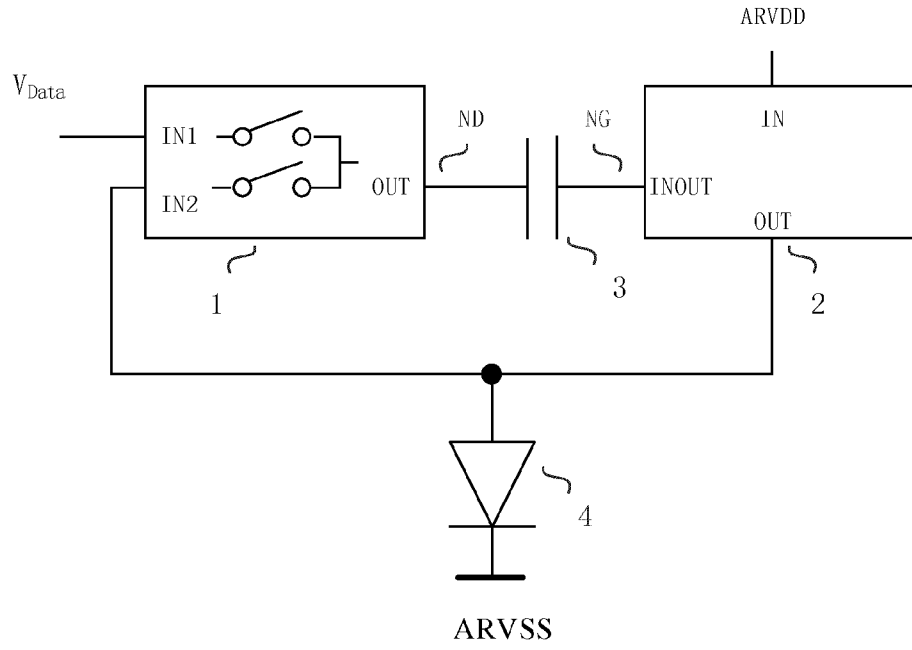 ARVDD
VData
IN1
IN2
OUT
ND
NG
IN
INOUT
OUT
1
3
2
4
ARVSS